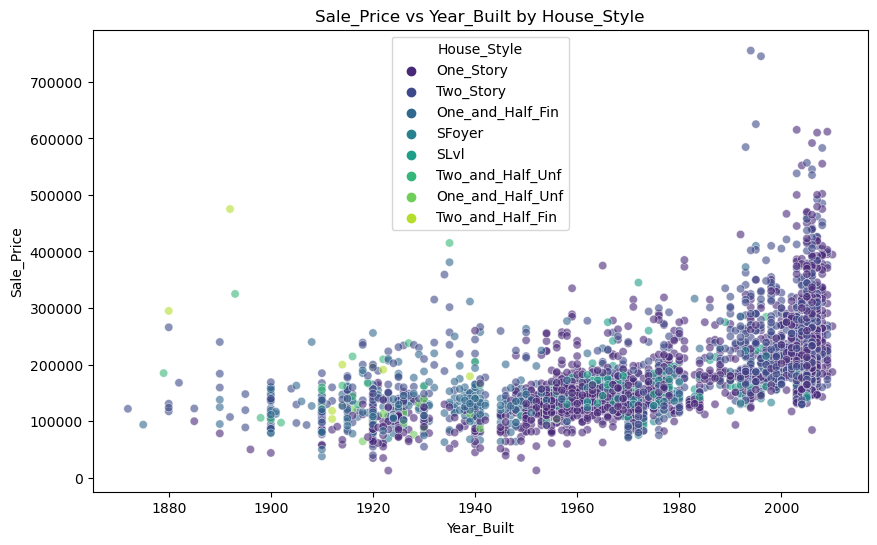 Sale_Price vs Year_Built by House_Style
House_Style
One_Story
Two_Story
One_and_Half_Fin
SFoyer
SLvl
Two_and_Half_Unf
One_and_Half_Unf
Two_and_Half_Fin
Sale_Price
700000
600000
500000
400000
300000
200000
100000
0
1880 1900 1920 1940 1960 1980 2000
Year_Built